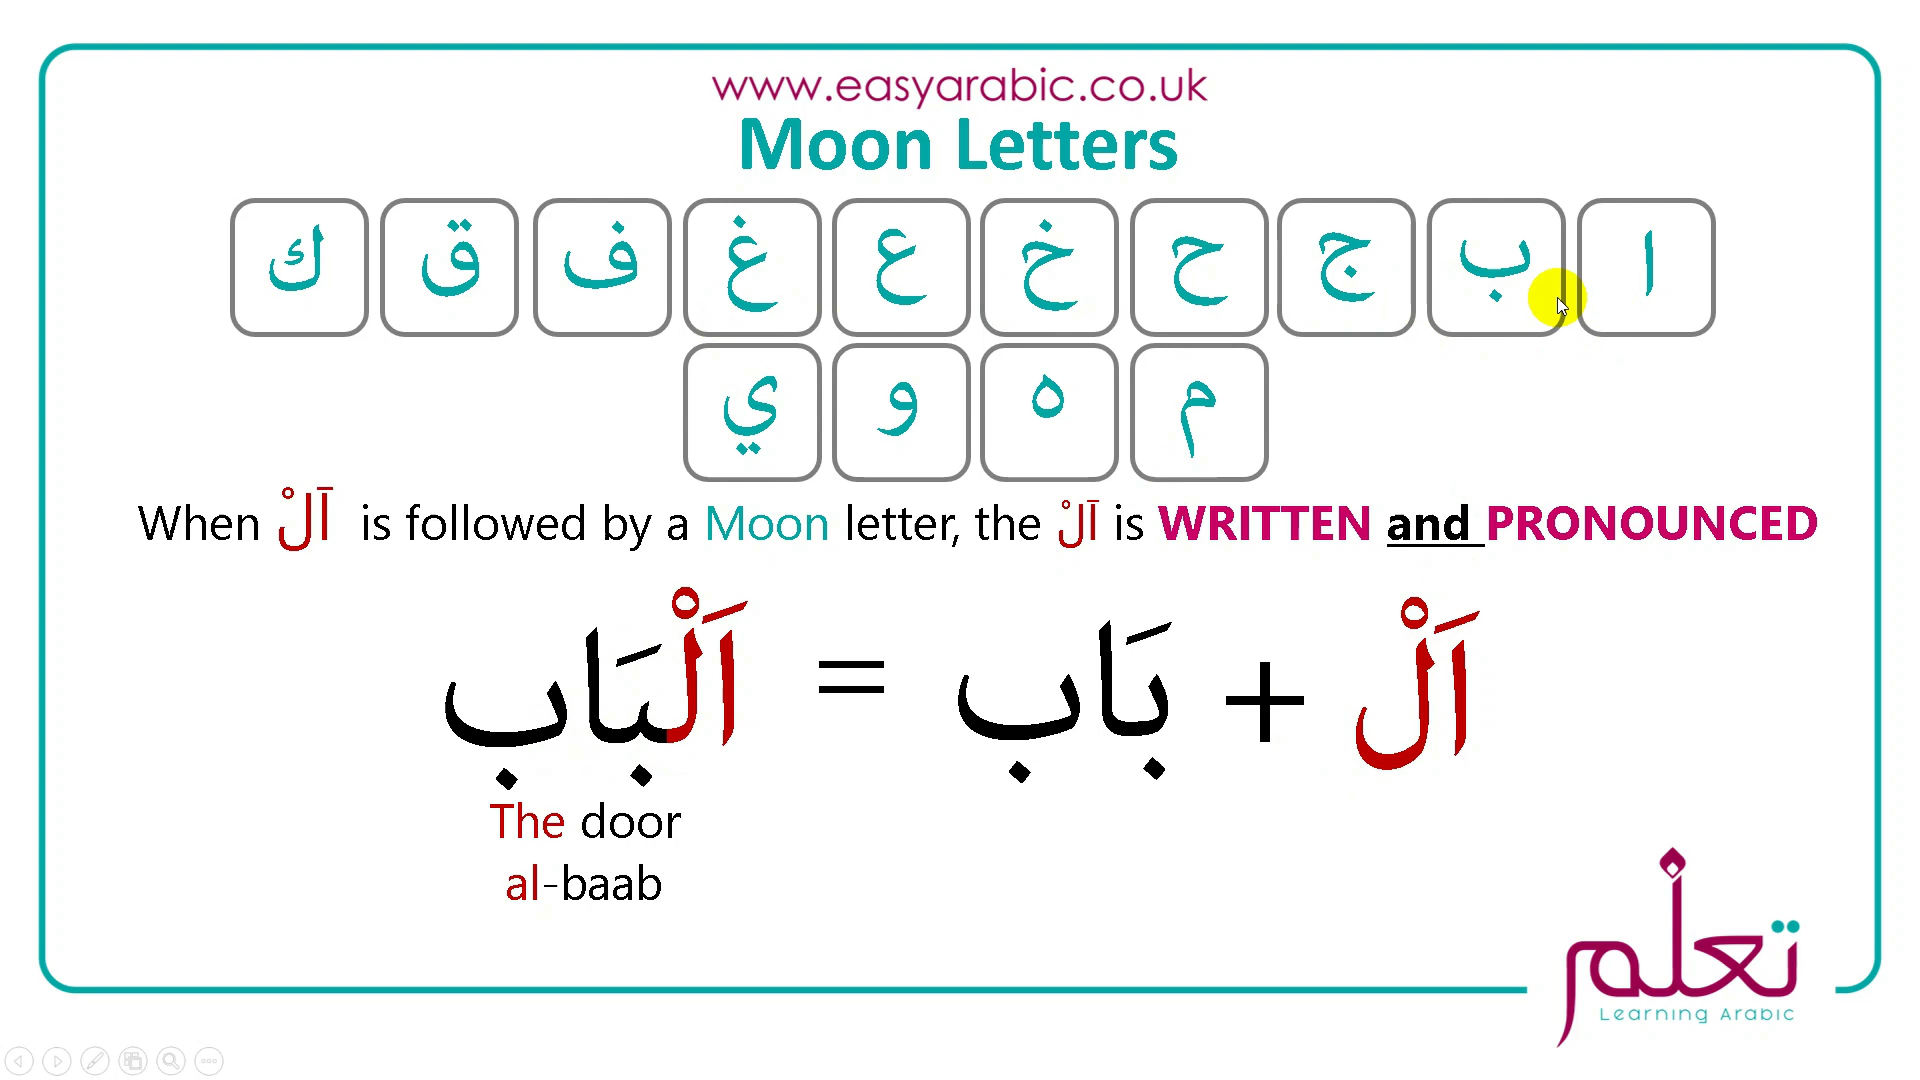 www.easyarabic.co.uk
Moon Letters
ا ب ج ح خ ع غ ف ق ك
م ه و ي
When اَلْ is followed by a Moon letter, the اَلْ is WRITTEN and PRONOUNCED
اَلْ + بَاب = اَلْبَاب
The door
al-baab
تعلم
Learning Arabic